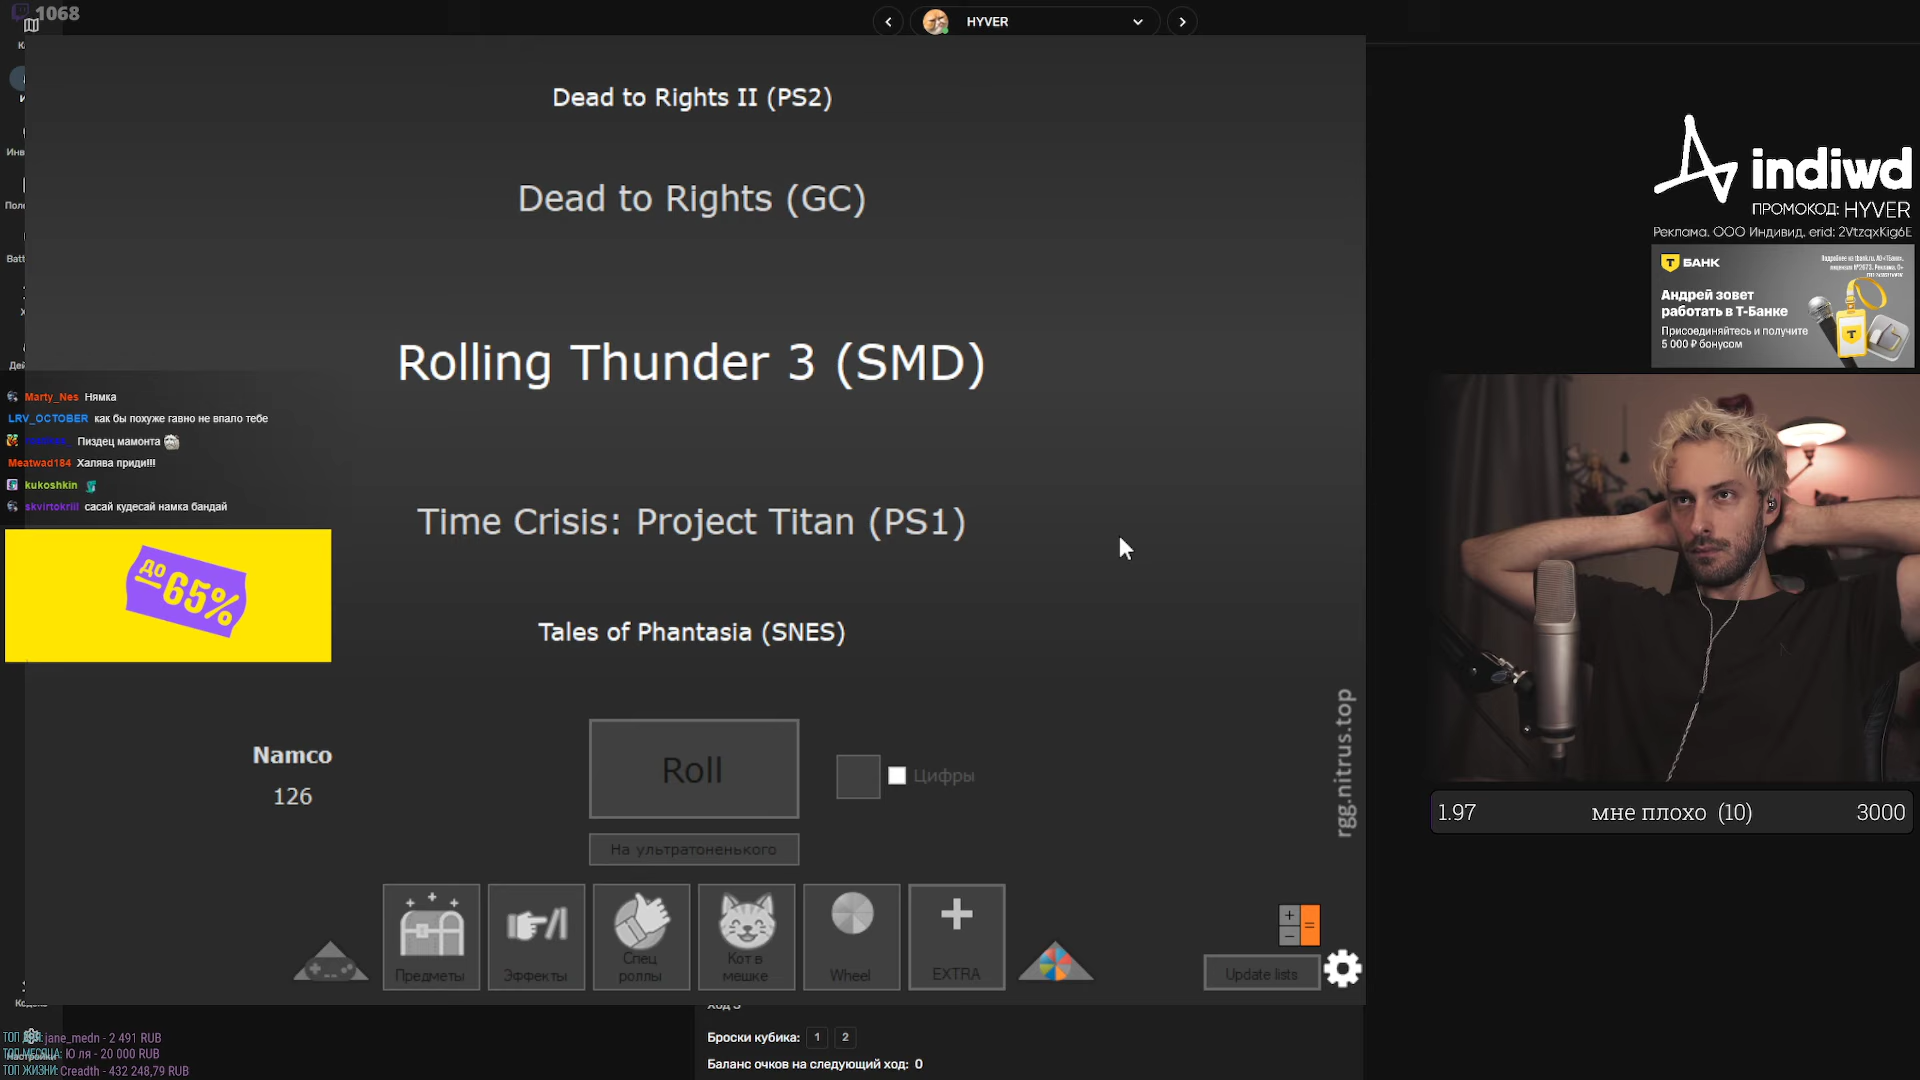 1068
HYVER
Dead to Rights II (PS2)
Dead to Rights (GC)
Rolling Thunder 3 (SMD)
Time Crisis: Project Titan (PS1)
Tales of Phantasia (SNES)
Инв
Пол
Batt
Дей
Marty_Nes Нямка
LRV_OCTOBER как бы похуже гавно не впало тебе
Пиздец мамонта
Meatwad184 Халява приди!!!
kukoshkin
skvirtokrill сасай кудесай намка бандай
до 65%
Namco
126
Roll
Цифры
На ультратоненького
Предметы
Эффекты
Спец роллы
Кот в мешке
Wheel
EXTRA
Update lists
rgg.nitrus.top
Броски кубика: 1 2
Баланс очков на следующий ход: 0
jane_medn - 2 491 RUB
ТОП МЕСЯЦА: Ю ля - 20 000 RUB
ТОП ЖИЗНИ: Creadth - 432 248,79 RUB
indiwd
ПРОМОКОД: HYVER
Реклама. ООО Индивид. erid: 2VtzqxKig6E
Т БАНК
Андрей зовет
работать в Т-Банке
Присоединяйтесь и получите
5 000 ₽ бонусом
1.97 мне плохо (10) 3000